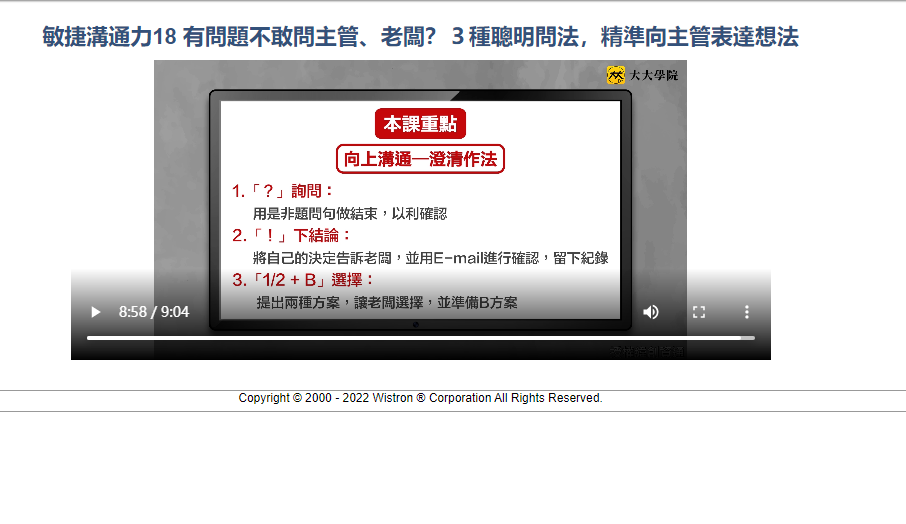 敏捷溝通力18 有問題不敢問主管、老闆? 3 種聰明問法，精準向主管表達想法
大大學院
本課重點
向上溝通—澄清作法
1.「？」詢問：
用是非題問句做結束，以利確認
2.「！」下結論：
將自己的決定告訴老闆，並用E-mail進行確認，留下紀錄
3.「1/2 + B」選擇：
提出兩種方案，讓老闆選擇，並準備B方案
8:58 / 9:04
Copyright © 2000 - 2022 Wistron ® Corporation All Rights Reserved.